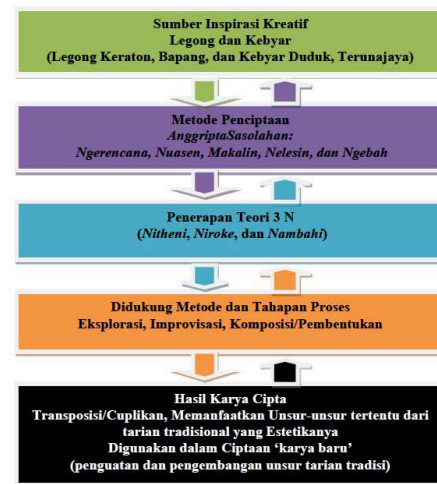 Sumber Inspirasi Kreatif
Legong dan Kebyar
(Legong Keraton, Bapang, dan Kebyar Duduk, Terunajaya)
Metode Penciptaan
AnggriptaSasolahan:
Ngerencana, Nuasen, Makalin, Nelesin, dan Ngebah
Penerapan Teori 3 N
(Nitheni, Niroke, dan Nambahi)
Didukung Metode dan Tahapan Proses
Eksplorasi, Improvisasi, Komposisi/Pembentukan
Hasil Karya Cipta
Transposisi/Cuplikan, Memanfaatkan Unsur-unsur tertentu dari
tarian tradisional yang Estetikanya
Digunakan dalam Ciptaan ‘karya baru’
(penguatan dan pengembangan unsur tarian tradisi)